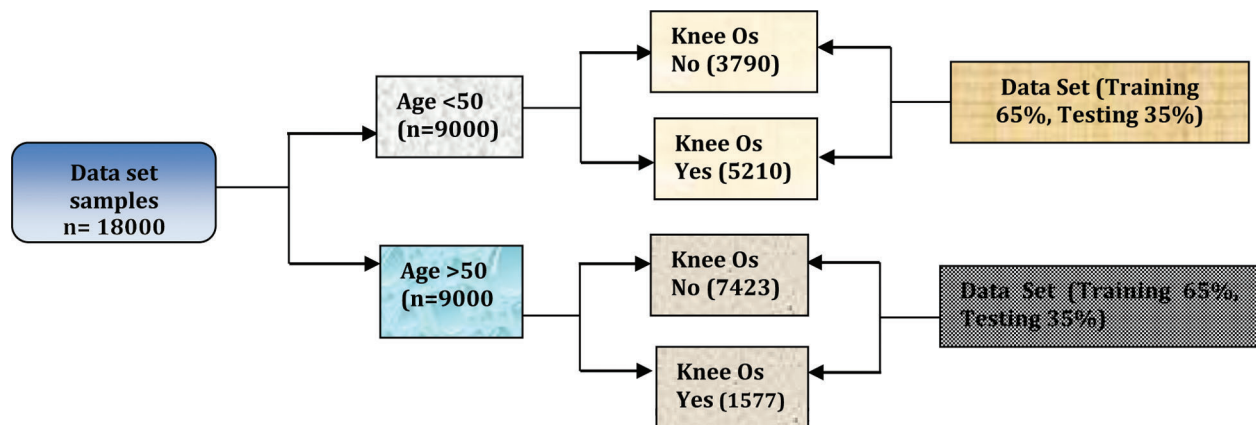 Data set
samples
n= 18000
Age <50
(n=9000)
Knee Os
No (3790)
Knee Os
Yes (5210)
Data Set (Training
65%, Testing 35%)
Age >50
(n=9000
Knee Os
No (7423)
Knee Os
Yes (1577)
Data Set (Training 65%,
Testing 35%)